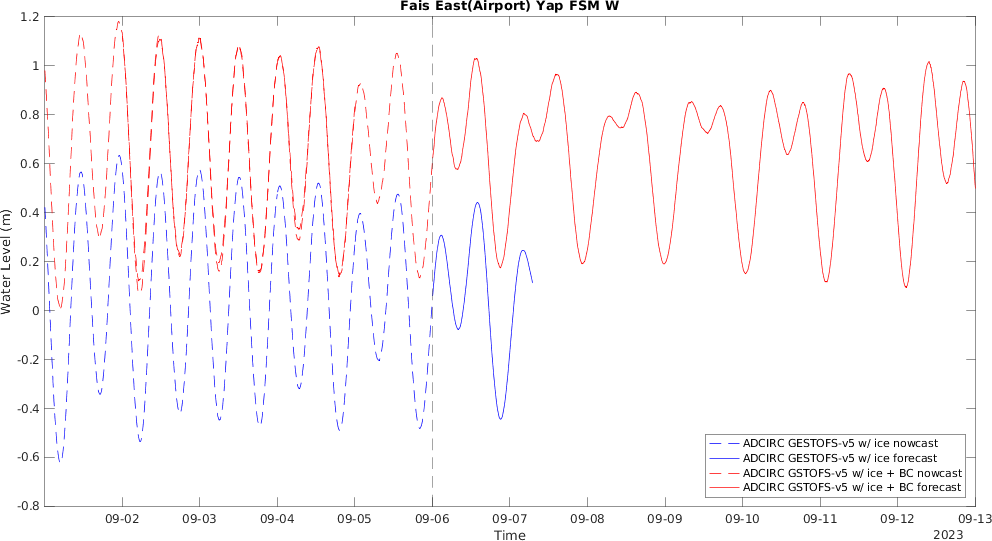 Fais East(Airport) Yap FSM W
Water Level (m)
1.2
1
0.8
0.6
0.4
0.2
0
-0.2
-0.4
-0.6
-0.8
ADCIRC GESTOFS-v5 w/ ice nowcast
ADCIRC GESTOFS-v5 w/ ice forecast
ADCIRC GSTOFS-v5 w/ ice + BC nowcast
ADCIRC GSTOFS-v5 w/ ice + BC forecast
09-02 09-03 09-04 09-05 09-06 09-07 09-08 09-09 09-10 09-11 09-12 09-13
Time
2023